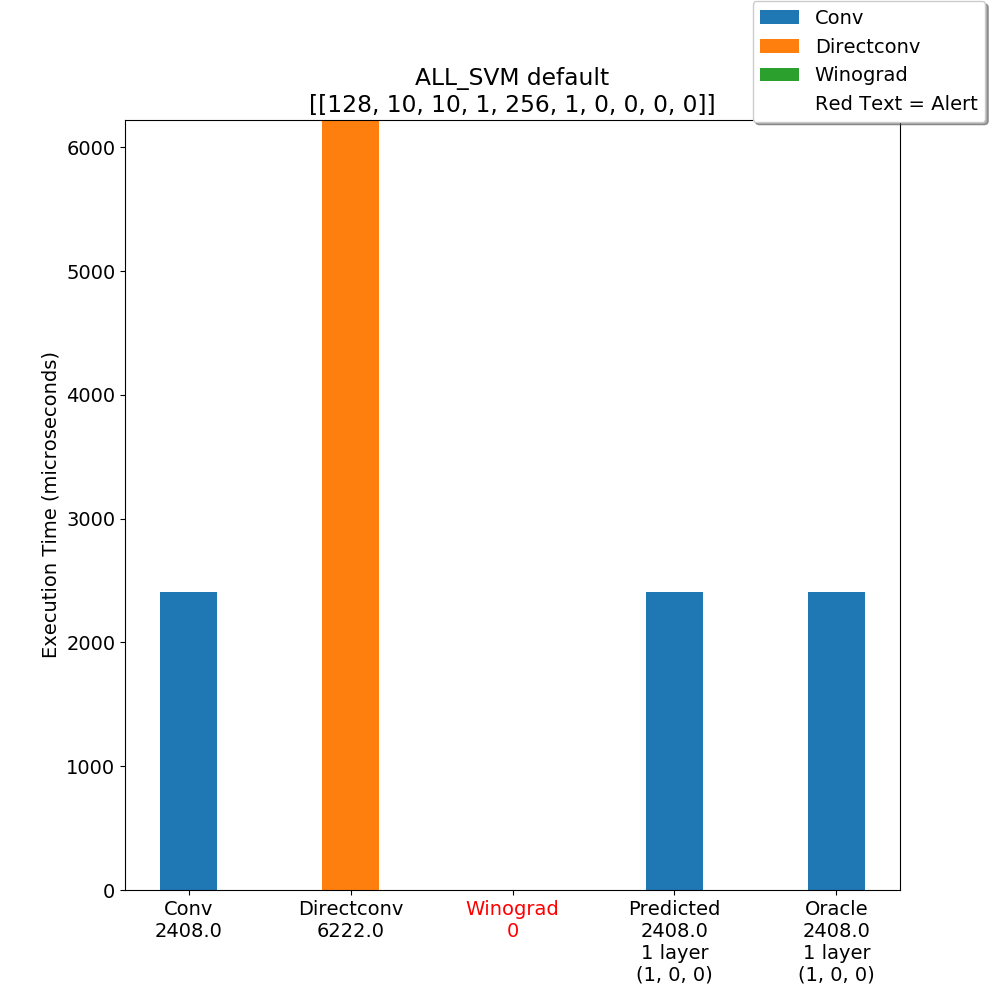 Conv
Directconv
Winograd
Red Text = Alert
ALL_SVM default
[[128, 10, 10, 1, 256, 1, 0, 0, 0, 0]]
Execution Time (microseconds)
6000
5000
4000
3000
2000
1000
0
Conv
2408.0
Directconv
6222.0
Winograd
0
Predicted
2408.0
1 layer
(1, 0, 0)
Oracle
2408.0
1 layer
(1, 0, 0)